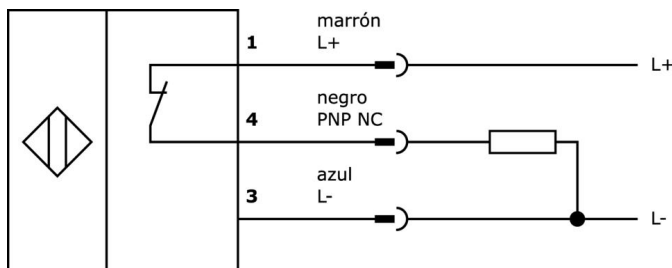 marrón
1 L+ L+
negro
4 PNP NC
azul
3 L- L-